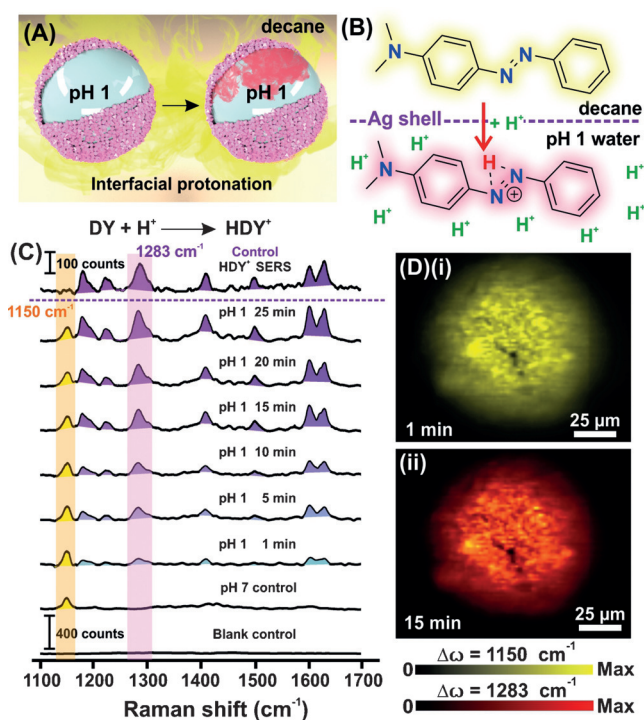 (A)
decane
pH 1
pH 1
Interfacial protonation
(B)
N
N
N
decane
Ag shell
+ H⁺
pH 1 water
H⁺
H⁺
H
H⁺
N
N
N
⊕
H⁺
H⁺
H⁺
H⁺
H⁺
DY + H⁺ ⟶ HDY⁺
(C)
100 counts
1283 cm⁻¹
Control
HDY⁺ SERS
1150 cm⁻¹
pH 1 25 min
pH 1 20 min
pH 1 15 min
pH 1 10 min
pH 1 5 min
pH 1 1 min
pH 7 control
400 counts
Blank control
1100 1200 1300 1400 1500 1600 1700
Raman shift (cm⁻¹)
(D)(i)
1 min
25 µm
(ii)
15 min
25 µm
Δω = 1150 cm⁻¹
0 Max
Δω = 1283 cm⁻¹
0 Max